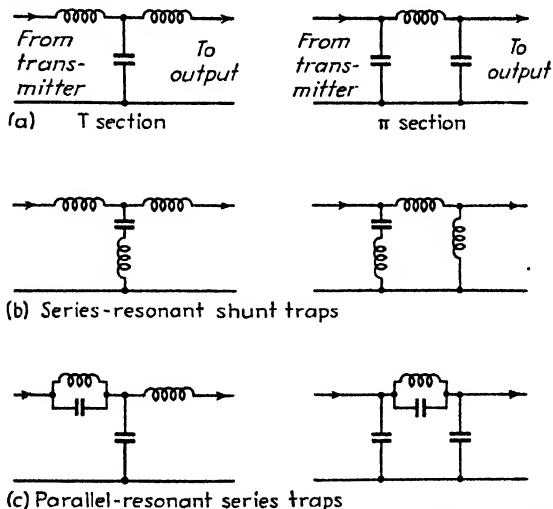 From
trans-
mitter
To
output
From
trans-
mitter
To
output
(a) T section
π section
(b) Series-resonant shunt traps
(c) Parallel-resonant series traps